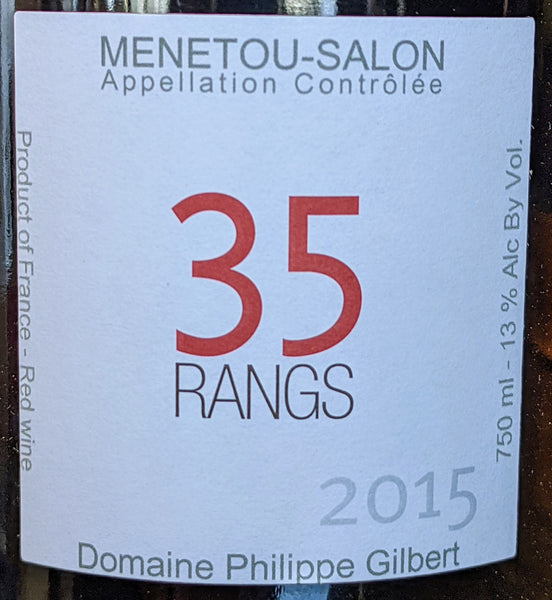 MENETOU-SALON
Appellation Contrôlée
Product of France - Red wine
35
RANGS
750 ml - 13 % Alc By Vol.
2015
Domaine Philippe Gilbert